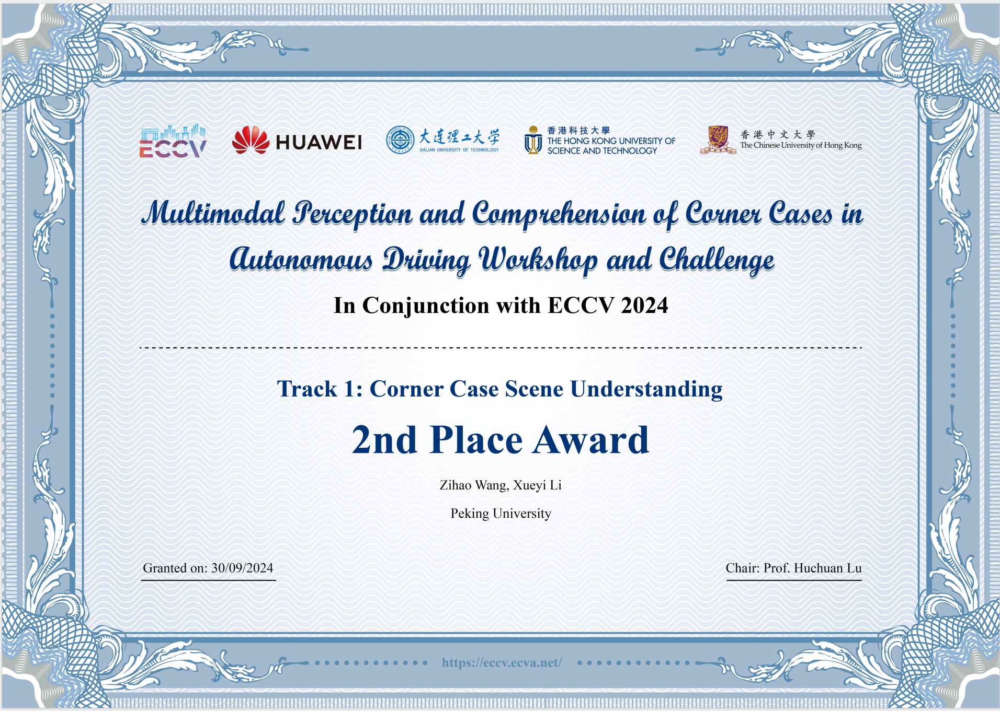 ECCV
HUAWEI
大连理工大学
DALIAN UNIVERSITY OF TECHNOLOGY
香港科技大學
THE HONG KONG UNIVERSITY OF
SCIENCE AND TECHNOLOGY
香港中文大學
The Chinese University of Hong Kong
Multimodal Perception and Comprehension of Corner Cases in
Autonomous Driving Workshop and Challenge
In Conjunction with ECCV 2024
Track 1: Corner Case Scene Understanding
2nd Place Award
Zihao Wang, Xueyi Li
Peking University
Granted on: 30/09/2024
Chair: Prof. Huchuan Lu
https://eccv.ecva.net/